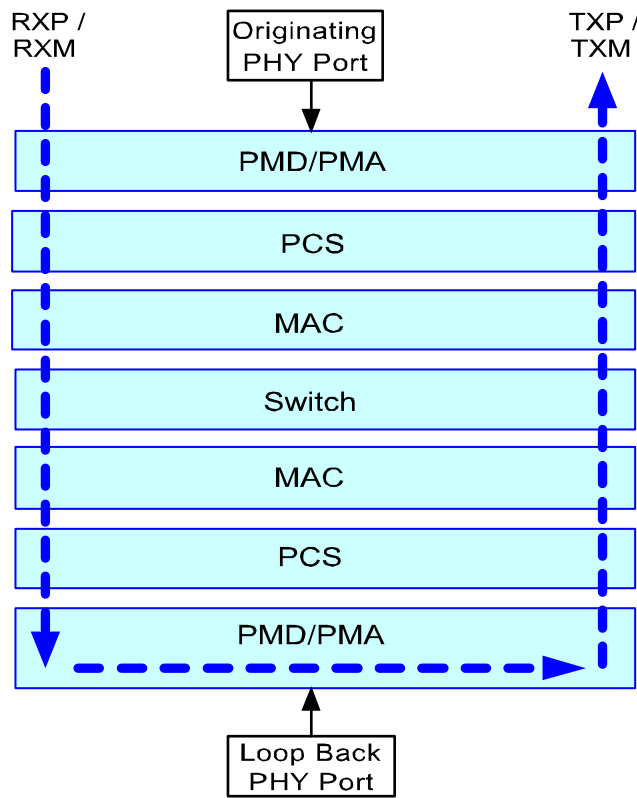 RXP /
RXM
Originating
PHY Port
TXP /
TXM
PMD/PMA
PCS
MAC
Switch
MAC
PCS
PMD/PMA
Loop Back
PHY Port